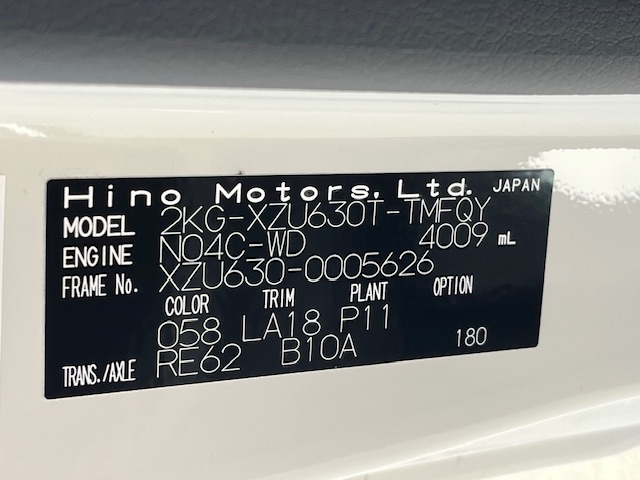 Hino Motors, Ltd. JAPAN
MODEL 2KG-XZU630T-TMFQY
ENGINE N04C-WD 4009 mL
FRAME No. XZU630-0005626
COLOR TRIM PLANT OPTION
058 LA18 P11
TRANS./AXLE RE62 B10A 180